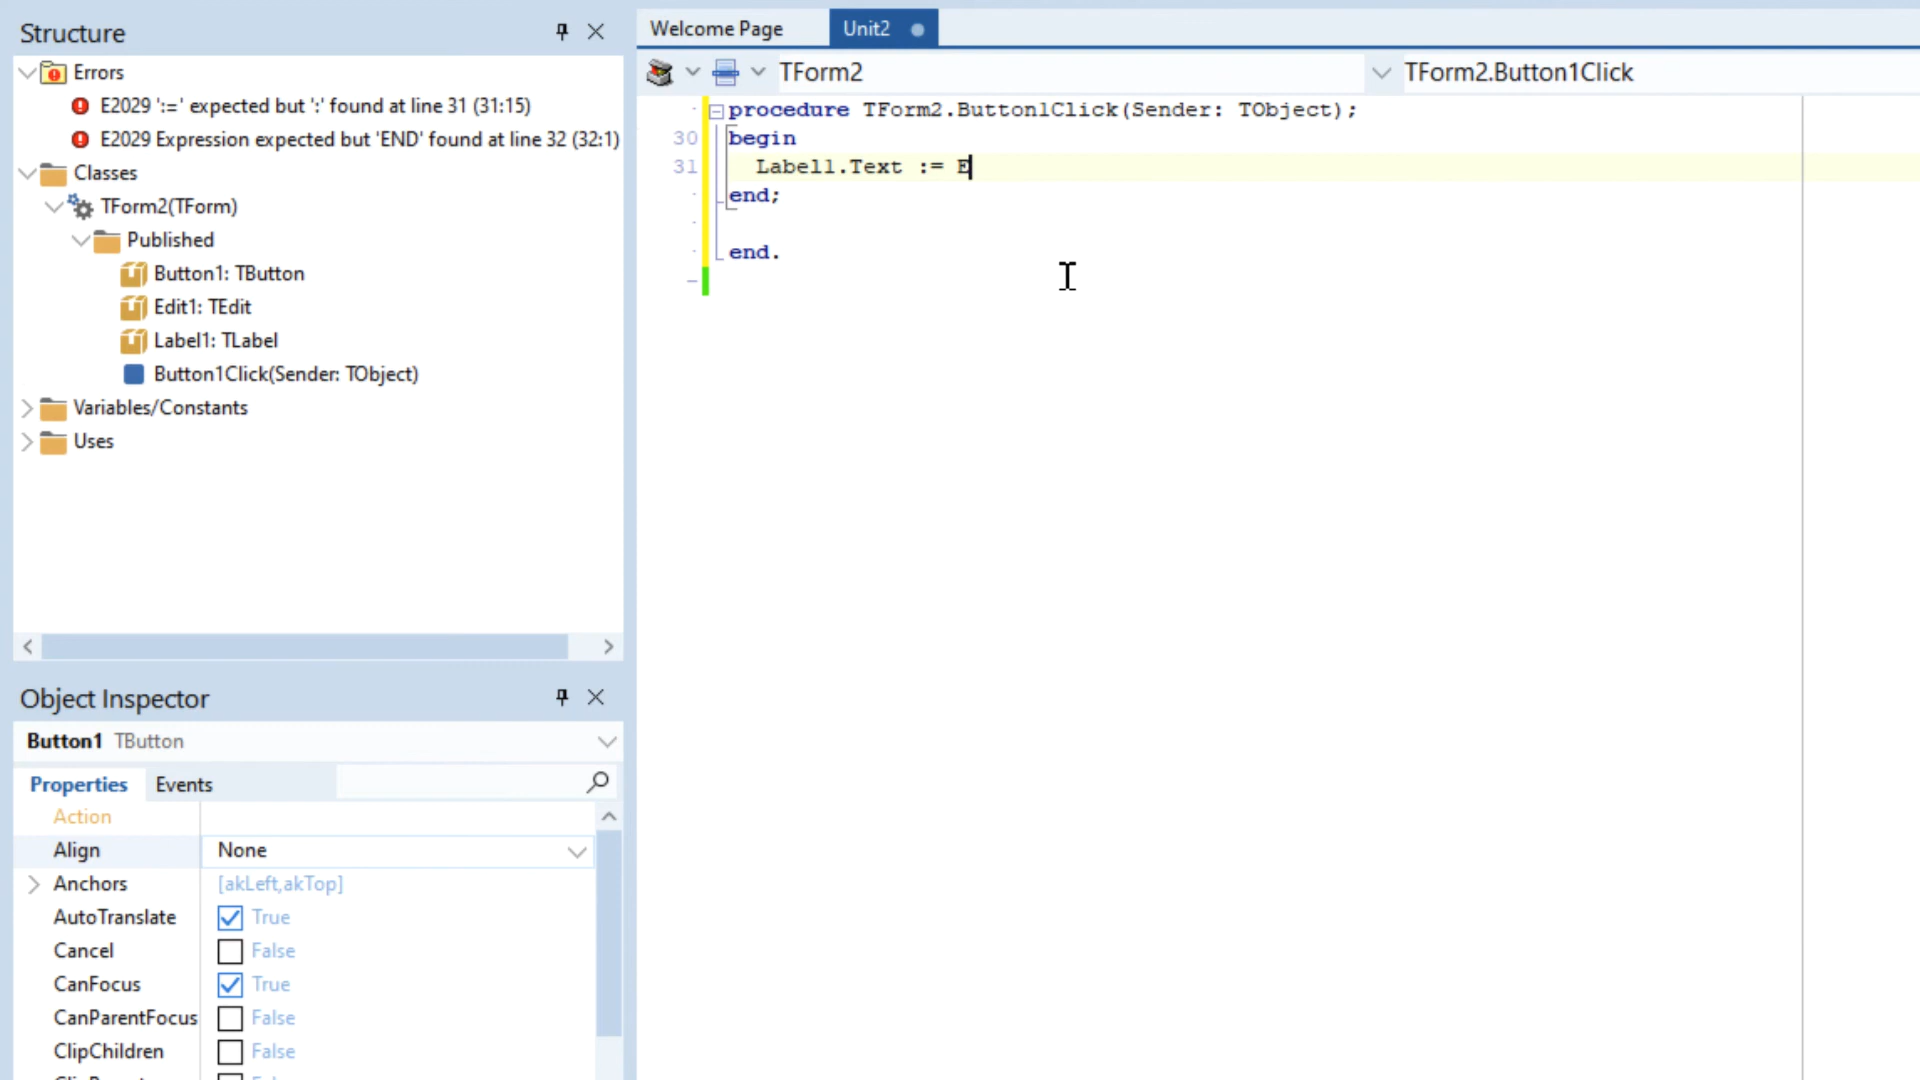 Structure
Errors
E2029 ':=' expected but ':' found at line 31 (31:15)
E2029 Expression expected but 'END' found at line 32 (32:1)
Classes
TForm2(TForm)
Published
Button1: TButton
Edit1: TEdit
Label1: TLabel
Button1Click(Sender: TObject)
Variables/Constants
Uses
Object Inspector
Button1 TButton
Properties Events
Action
Align None
Anchors [akLeft,akTop]
AutoTranslate True
Cancel False
CanFocus True
CanParentFocus False
ClipChildren False
Welcome Page Unit2
TForm2 TForm2.Button1Click
procedure TForm2.Button1Click(Sender: TObject);
30 begin
31 Label1.Text := E
end;
end.